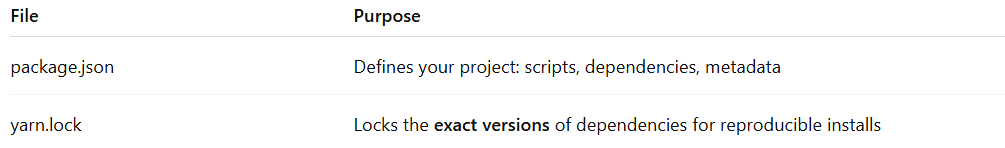 File Purpose
package.json Defines your project: scripts, dependencies, metadata
yarn.lock Locks the exact versions of dependencies for reproducible installs